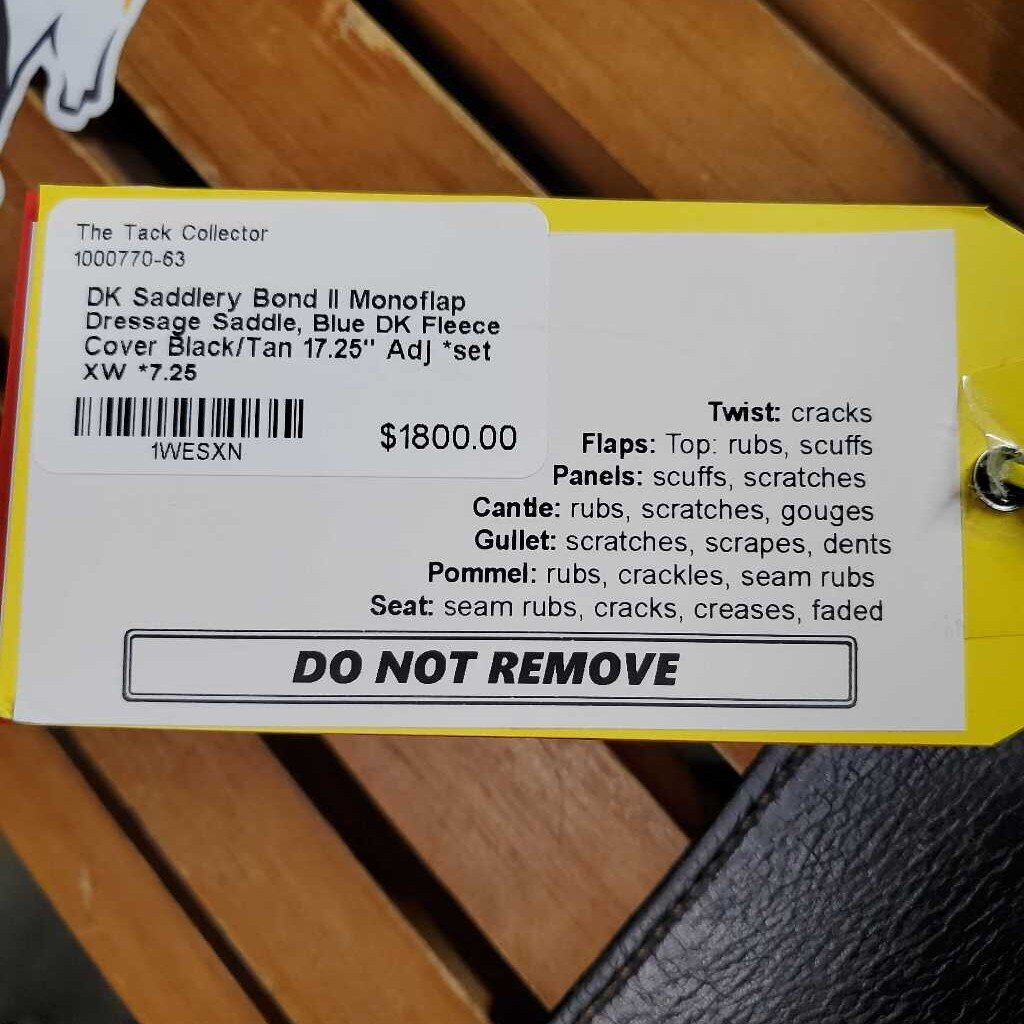 The Tack Collector
1000770-63
DK Saddlery Bond II Monoflap
Dressage Saddle, Blue DK Fleece
Cover Black/Tan 17.25" Adj *set
XW *7.25
1WESXN
$1800.00
Twist: cracks
Flaps: Top: rubs, scuffs
Panels: scuffs, scratches
Cantle: rubs, scratches, gouges
Gullet: scratches, scrapes, dents
Pommel: rubs, crackles, seam rubs
Seat: seam rubs, cracks, creases, faded
DO NOT REMOVE